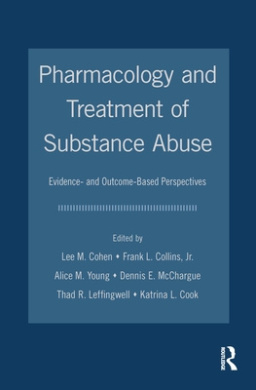 Pharmacology and
Treatment of
Substance Abuse
Evidence- and Outcome-Based Perspectives
Edited by
Lee M. Cohen • Frank L. Collins, Jr.
Alice M. Young • Dennis E. McChargue
Thad R. Leffingwell • Katrina L. Cook
ROUTLEDGE